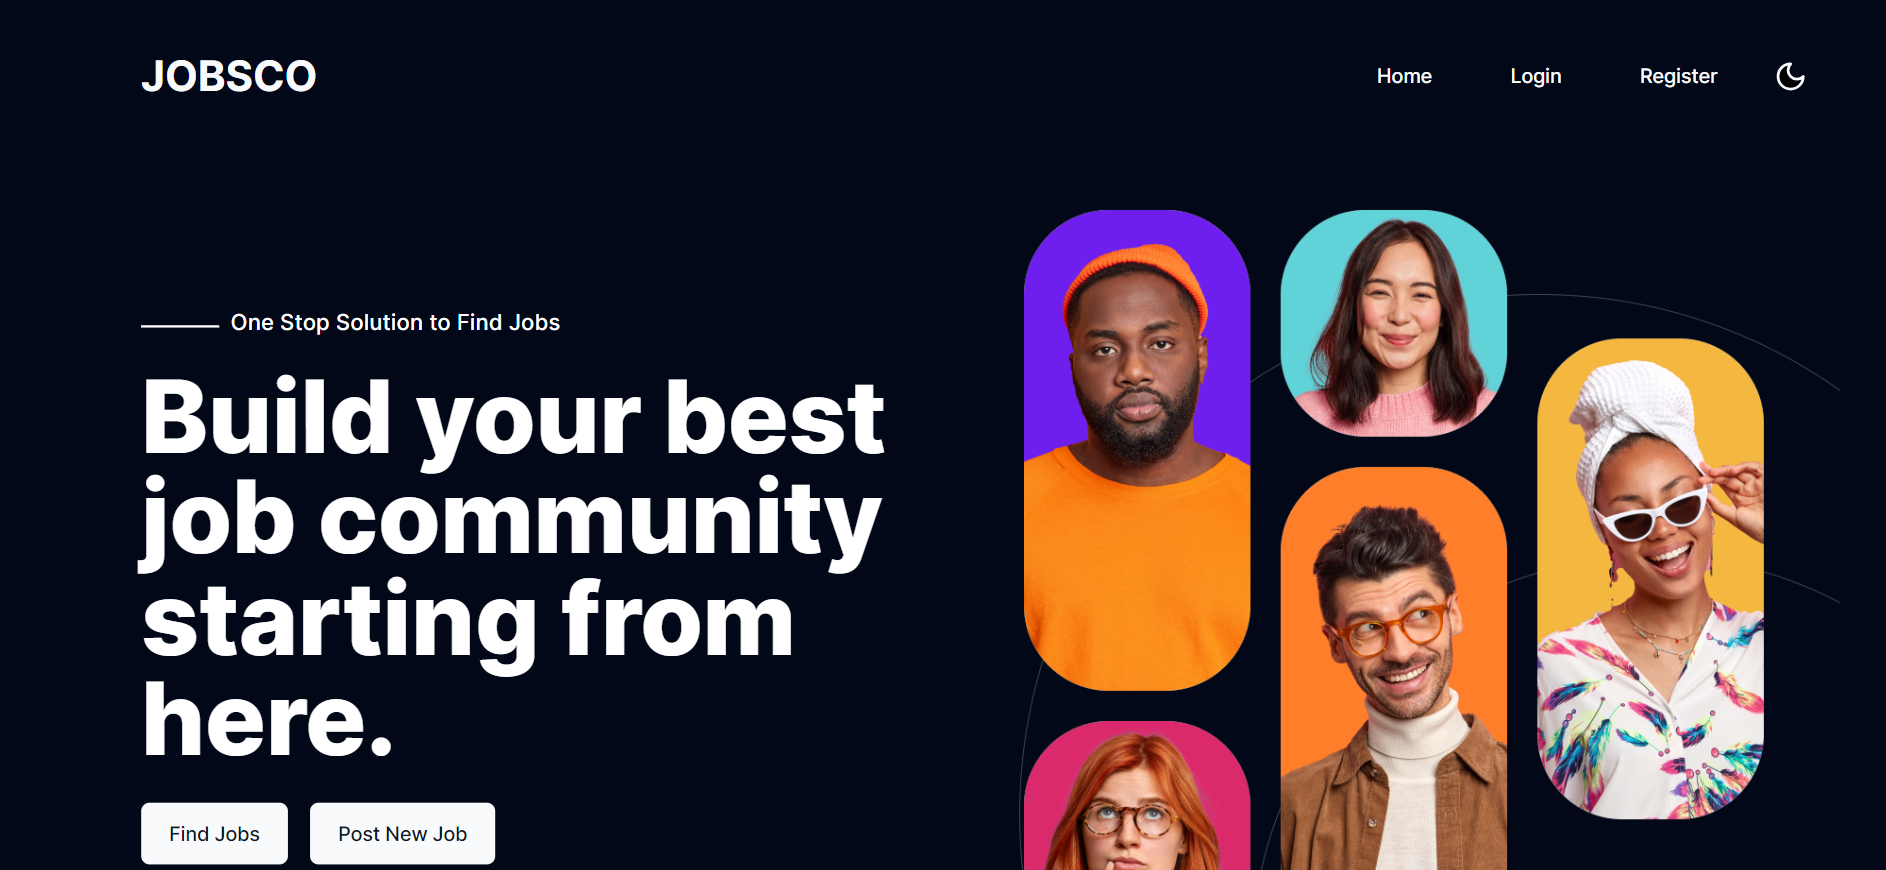 JOBSCO
Home Login Register
One Stop Solution to Find Jobs
Build your best
job community
starting from
here.
Find Jobs Post New Job